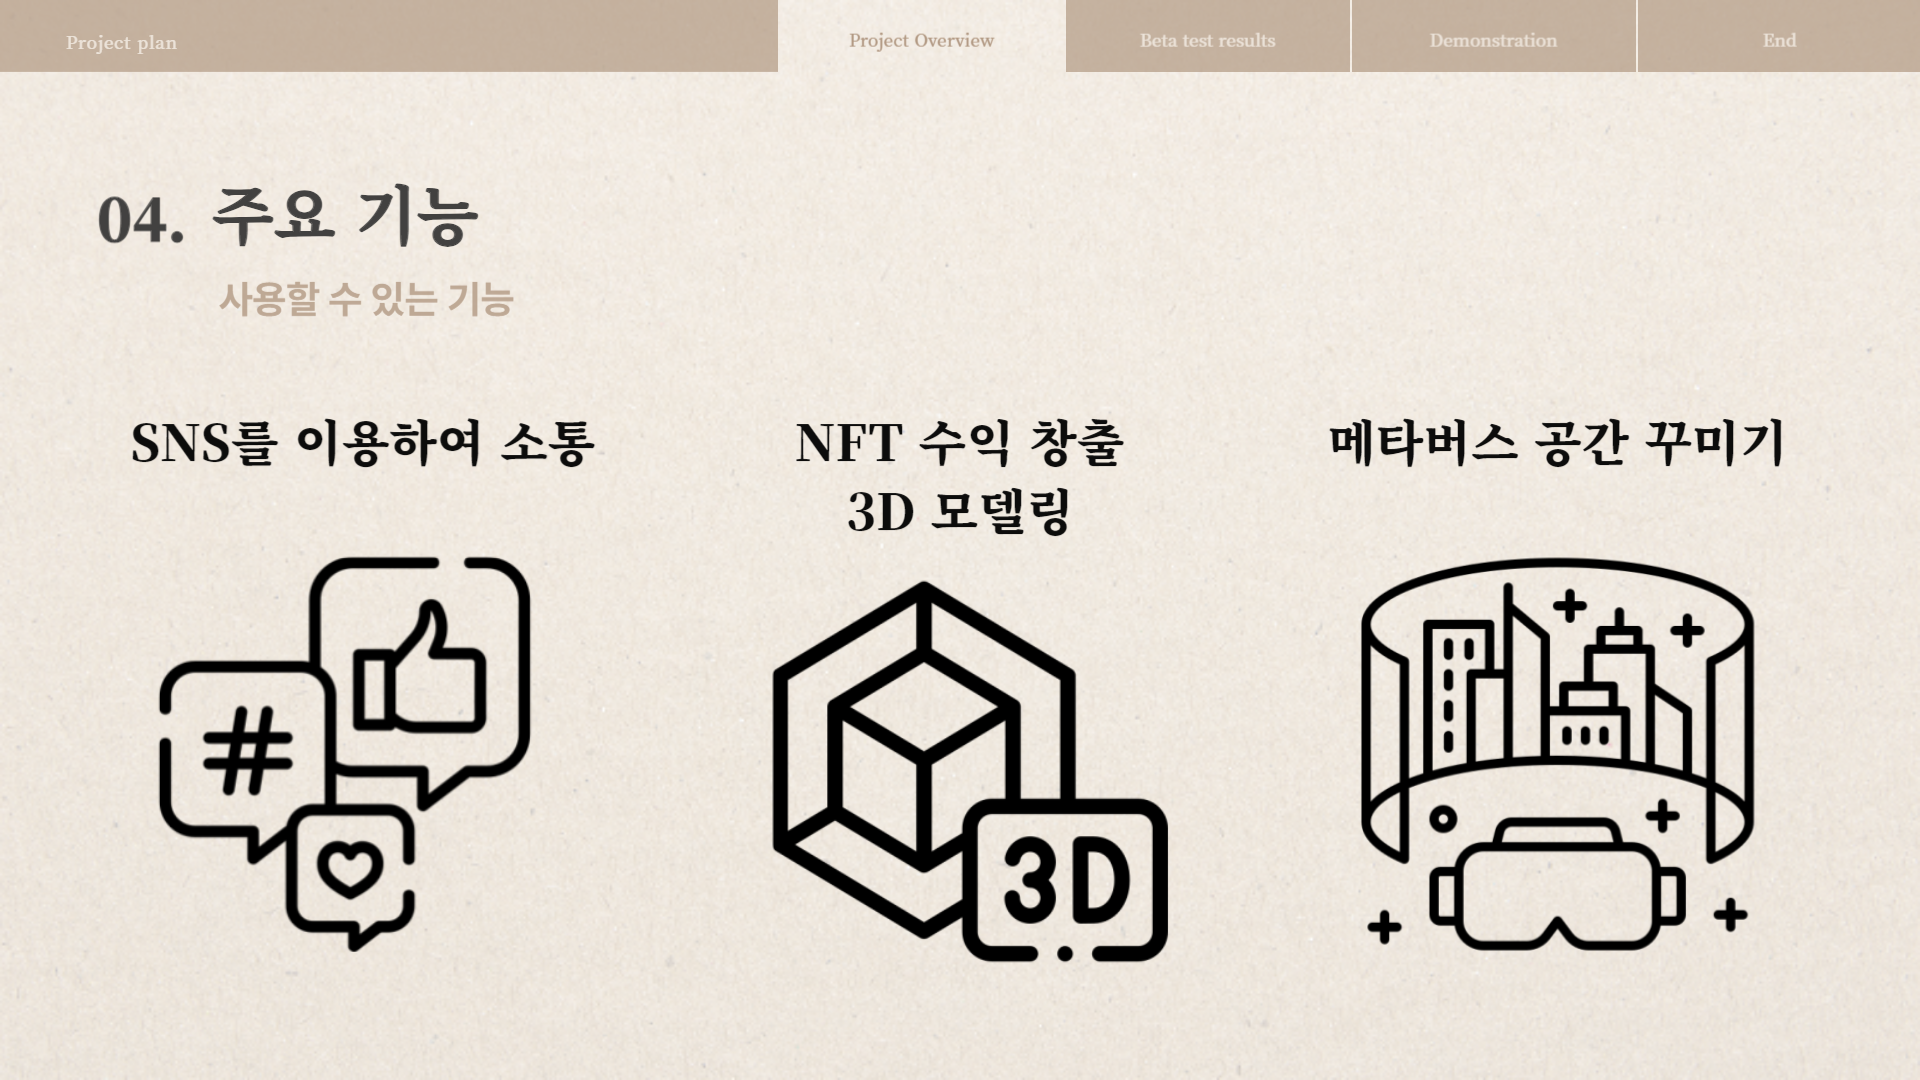 Project plan
Project Overview
Beta test results
Demonstration
End
04. 주요 기능
사용할 수 있는 기능
SNS를 이용하여 소통
NFT 수익 창출
3D 모델링
메타버스 공간 꾸미기
#
3D